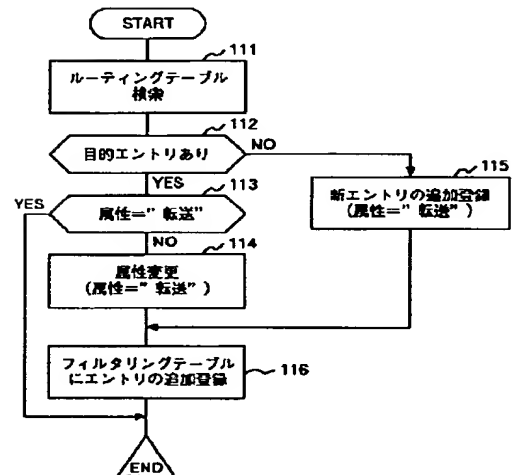 START
111
ルーティングテーブル
検索
112
目的エントリあり
NO
YES
113
115
YES
属性=”転送”
新エントリの追加登録
(属性=”転送”)
NO
114
属性変更
(属性=”転送”)
フィルタリングテーブル
にエントリの追加登録
116
END